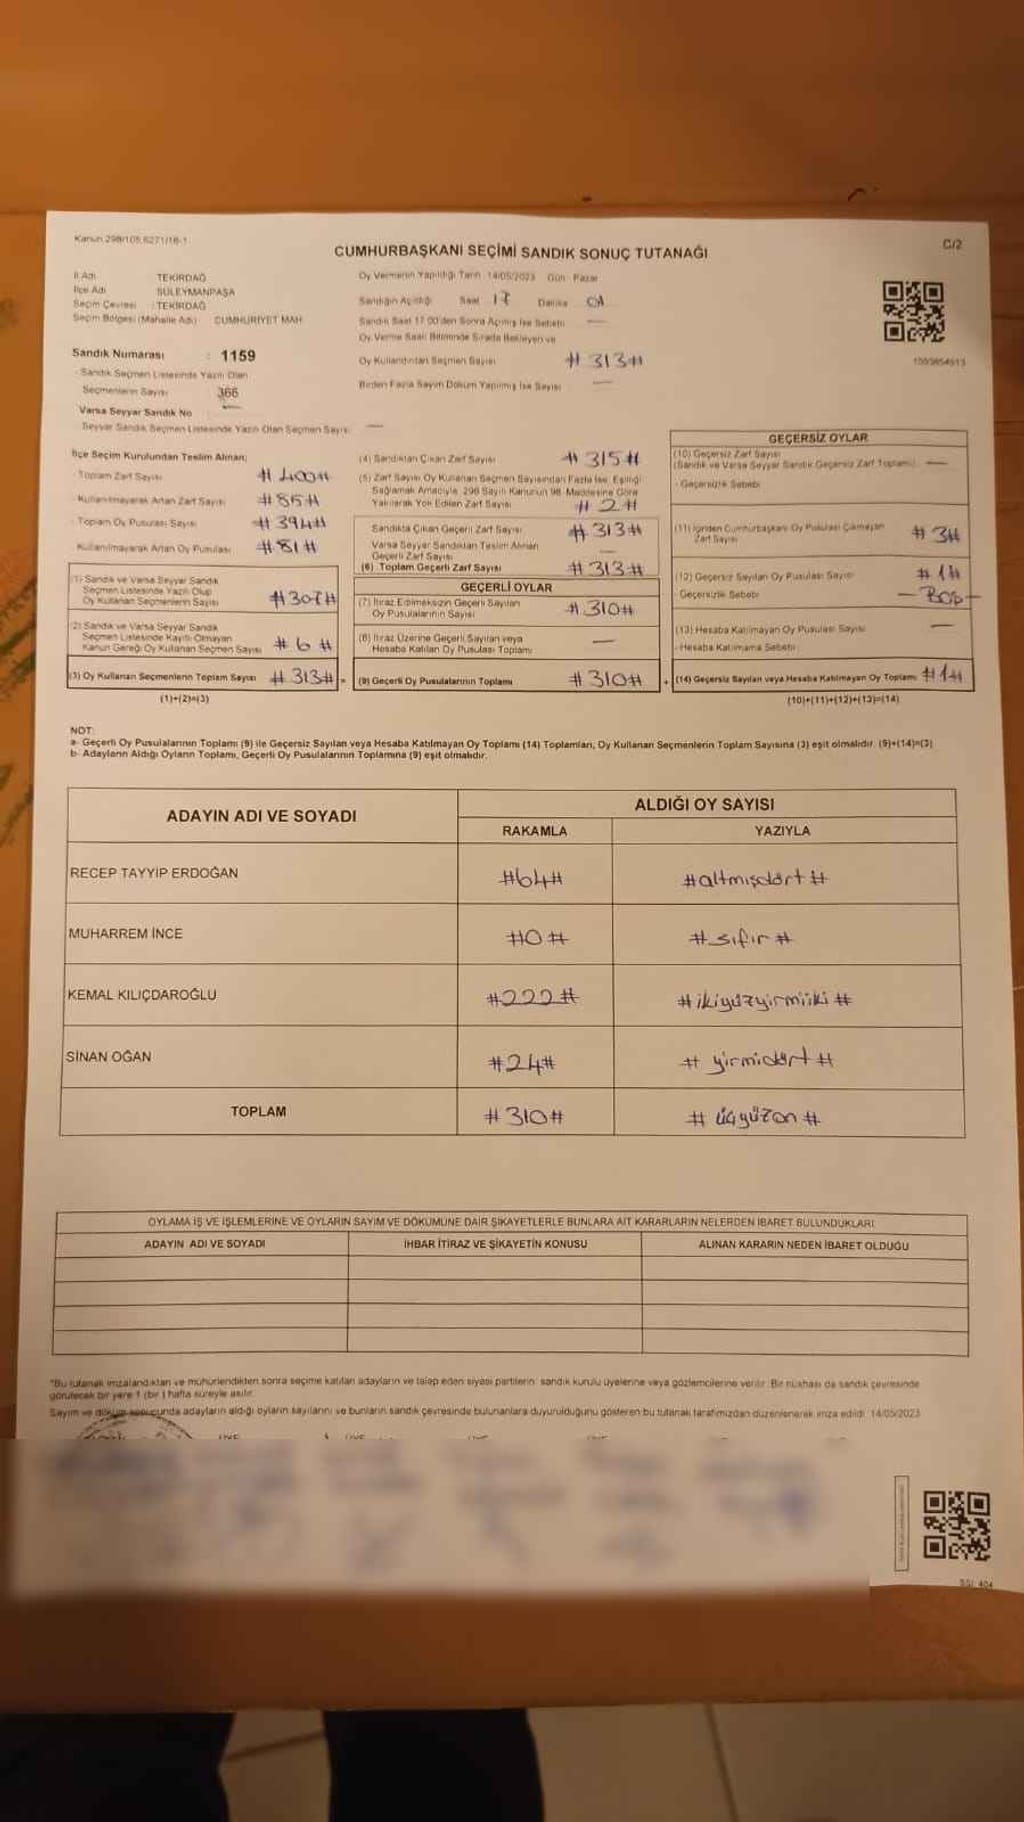 Kanun 298/105,6271/16-1
C/2
CUMHURBAŞKANI SEÇİMİ SANDIK SONUÇ TUTANAĞI
İl Adı TEKİRDAĞ
İlçe Adı SÜLEYMANPAŞA
Seçim Çevresi : TEKİRDAĞ
Seçim Bölgesi (Mahalle Adı) CUMHURİYET MAH.
Oy Vermenin Yapıldığı Tarih : 14/05/2023 Gün : Pazar
Sandığın Açıldığı Saat 17 Dakika 01
Sandık Saat 17.00'den Sonra Açılmış İse Sebebi —
Oy Verme Saati Bitiminde Sırada Bekleyen ve
Oy Kullandırılan Seçmen Sayısı # 313 #
Birden Fazla Sayım Döküm Yapılmış İse Sayısı —
Sandık Numarası : 1159
- Sandık Seçmen Listesinde Yazılı Olan
Seçmenlerin Sayısı 366
Varsa Seyyar Sandık No —
- Seyyar Sandık Seçmen Listesinde Yazılı Olan Seçmen Sayısı —
İlçe Seçim Kurulundan Teslim Alınan;
- Toplam Zarf Sayısı # 400 #
- Kullanılmayarak Artan Zarf Sayısı # 85 #
- Toplam Oy Pusulası Sayısı # 394 #
- Kullanılmayarak Artan Oy Pusulası # 81 #
(1) Sandık ve Varsa Seyyar Sandık
Seçmen Listesinde Yazılı Olup
Oy Kullanan Seçmenlerin Sayısı # 307 #
(2) Sandık ve Varsa Seyyar Sandık
Seçmen Listesinde Kayıtlı Olmayan
Kanun Gereği Oy Kullanan Seçmen Sayısı # 6 #
(3) Oy Kullanan Seçmenlerin Toplam Sayısı # 313 # =
(1)+(2)=(3)
(4) Sandıktan Çıkan Zarf Sayısı # 315 #
(5) Zarf Sayısı Oy Kullanan Seçmen Sayısından Fazla İse, Eşitliği
Sağlamak Amacıyla, 298 Sayılı Kanunun 98. Maddesine Göre
Yakılarak Yok Edilen Zarf Sayısı # 2 #
Sandıkta Çıkan Geçerli Zarf Sayısı # 313 #
Varsa Seyyar Sandıktan Teslim Alınan
Geçerli Zarf Sayısı —
(6) Toplam Geçerli Zarf Sayısı # 313 #
GEÇERLİ OYLAR
(7) İtiraz Edilmeksizin Geçerli Sayılan
Oy Pusulalarının Sayısı # 310 #
(8) İtiraz Üzerine Geçerli Sayılan veya
Hesaba Katılan Oy Pusulası Toplamı —
(9) Geçerli Oy Pusulalarının Toplamı # 310 # +
GEÇERSİZ OYLAR
(10) Geçersiz Zarf Sayısı
(Sandık ve Varsa Seyyar Sandık Geçersiz Zarf Toplamı) —
- Geçersizlik Sebebi
(11) İçinden Cumhurbaşkanı Oy Pusulası Çıkmayan
Zarf Sayısı # 3 #
(12) Geçersiz Sayılan Oy Pusulası Sayısı # 1 #
- Geçersizlik Sebebi — BOŞ —
(13) Hesaba Katılmayan Oy Pusulası Sayısı —
- Hesaba Katılmama Sebebi
(14) Geçersiz Sayılan veya Hesaba Katılmayan Oy Toplamı # 1 #
(10)+(11)+(12)+(13)=(14)
NOT:
a- Geçerli Oy Pusulalarının Toplamı (9) ile Geçersiz Sayılan veya Hesaba Katılmayan Oy Toplamı (14) Toplamları, Oy Kullanan Seçmenlerin Toplam Sayısına (3) eşit olmalıdır. (9)+(14)=(3)
b- Adayların Aldığı Oyların Toplamı, Geçerli Oy Pusulalarının Toplamına (9) eşit olmalıdır.
ADAYIN ADI VE SOYADI ALDIĞI OY SAYISI
RAKAMLA YAZIYLA
RECEP TAYYİP ERDOĞAN #64# #altmışdört #
MUHARREM İNCE #0# #sıfır #
KEMAL KILIÇDAROĞLU #222# #ikiyüzyirmiiki #
SİNAN OĞAN #24# # yirmidört #
TOPLAM # 310# # üçyüzon #
OYLAMA İŞ VE İŞLEMLERİNE VE OYLARIN SAYIM VE DÖKÜMÜNE DAİR ŞİKAYETLERLE BUNLARA AİT KARARLARIN NELERDEN İBARET BULUNDUKLARI
ADAYIN ADI VE SOYADI İHBAR İTİRAZ VE ŞİKAYETİN KONUSU ALINAN KARARIN NEDEN İBARET OLDUĞU
*Bu tutanak imzalandıktan ve mühürlendikten sonra seçime katılan adayların ve talep eden siyasi partilerin sandık kurulu üyelerine veya gözlemcilerine verilir. Bir nüshası da sandık çevresinde
görülecek bir yere 1 (bir) hafta süreyle asılır.
Sayım ve döküm sonucunda adayların aldığı oyların sayılarını ve bunların sandık çevresinde bulunanlara duyurulduğunu gösteren bu tutanak tarafımızdan düzenlenerek imza edildi. 14/05/2023